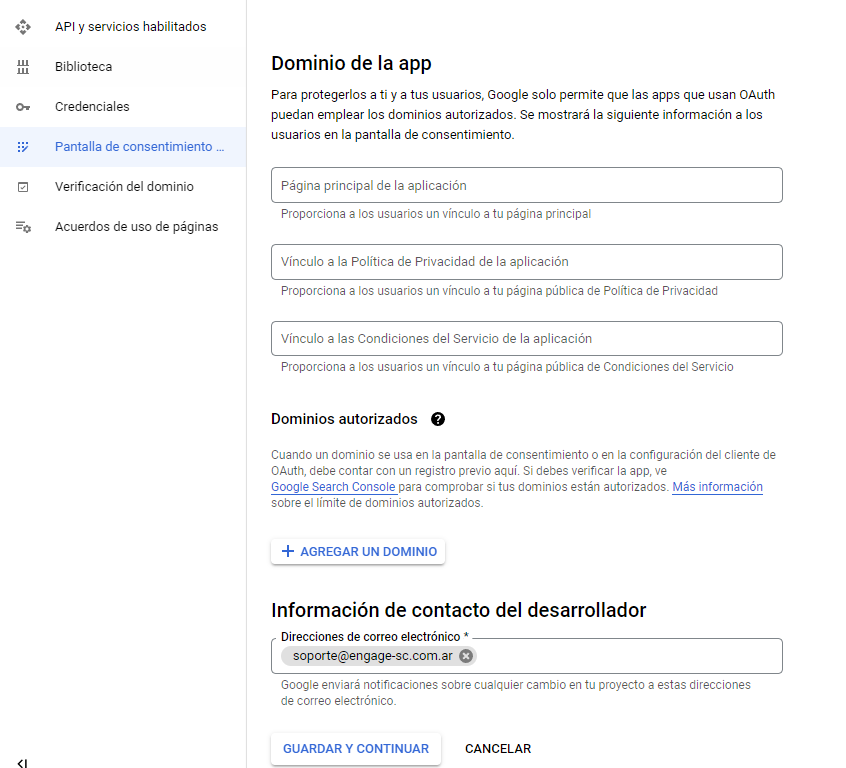 API y servicios habilitados
Biblioteca
Credenciales
Pantalla de consentimiento ...
Verificación del dominio
Acuerdos de uso de páginas
Dominio de la app
Para protegerlos a ti y a tus usuarios, Google solo permite que las apps que usan OAuth
puedan emplear los dominios autorizados. Se mostrará la siguiente información a los
usuarios en la pantalla de consentimiento.
Página principal de la aplicación
Proporciona a los usuarios un vínculo a tu página principal
Vínculo a la Política de Privacidad de la aplicación
Proporciona a los usuarios un vínculo a tu página pública de Política de Privacidad
Vínculo a las Condiciones del Servicio de la aplicación
Proporciona a los usuarios un vínculo a tu página pública de Condiciones del Servicio
Dominios autorizados ?
Cuando un dominio se usa en la pantalla de consentimiento o en la configuración del cliente de
OAuth, debe contar con un registro previo aquí. Si debes verificar la app, ve
Google Search Console para comprobar si tus dominios están autorizados. Más información
sobre el límite de dominios autorizados.
+ AGREGAR UN DOMINIO
Información de contacto del desarrollador
Direcciones de correo electrónico *
soporte@engage-sc.com.ar
Google enviará notificaciones sobre cualquier cambio en tu proyecto a estas direcciones
de correo electrónico.
GUARDAR Y CONTINUAR CANCELAR